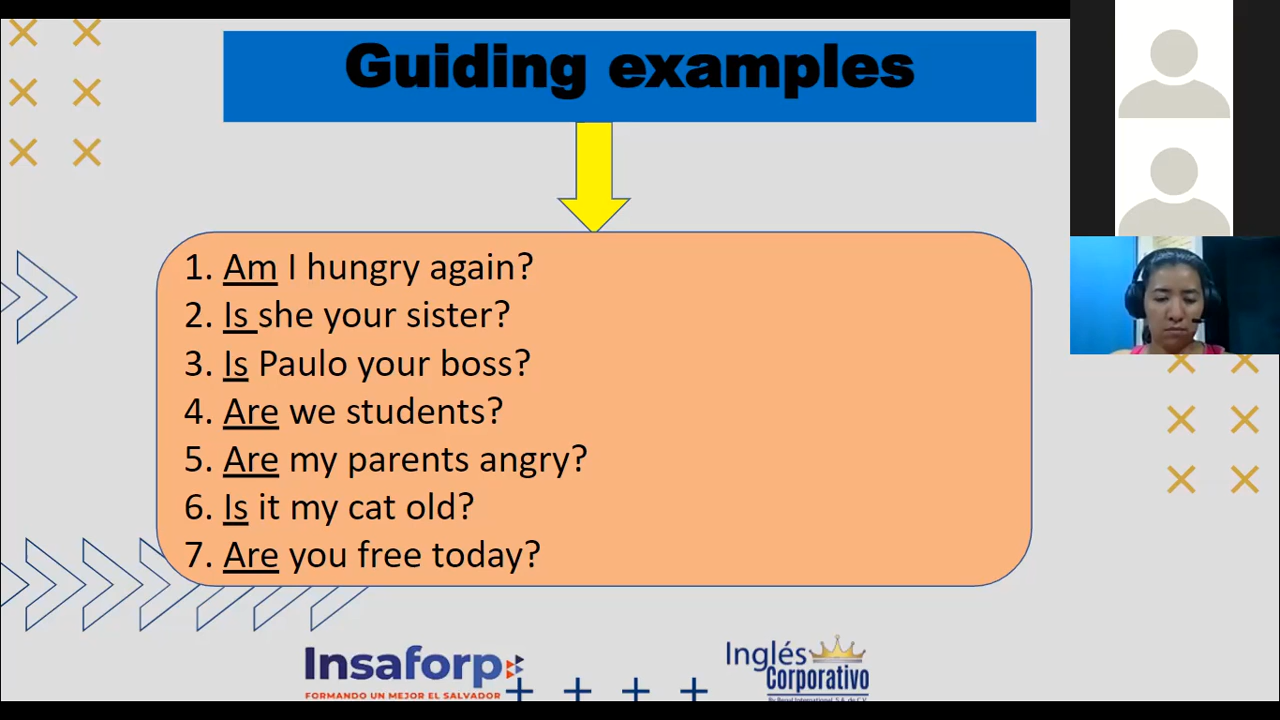 Guiding examples
1. Am I hungry again?
2. Is she your sister?
3. Is Paulo your boss?
4. Are we students?
5. Are my parents angry?
6. Is it my cat old?
7. Are you free today?
Insaforp
FORMANDO UN MEJOR EL SALVADOR
Inglés
Corporativo